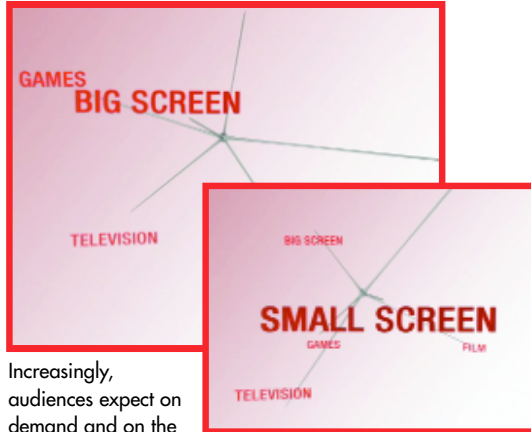 GAMES
BIG SCREEN
TELEVISION
BIG SCREEN
SMALL SCREEN
GAMES
FILM
TELEVISION
Increasingly,
audiences expect on
demand and on the